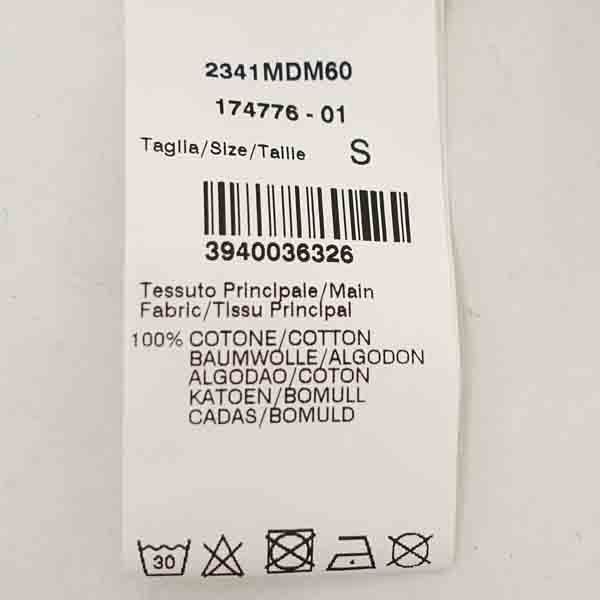 2341MDM60
174776 - 01
Taglia/Size/Taille S
3940036326
Tessuto Principale/Main
Fabric/Tissu Principal
100% COTONE/COTTON
BAUMWOLLE/ALGODON
ALGODAO/COTON
KATOEN/BOMULL
CADAS/BOMULD
30